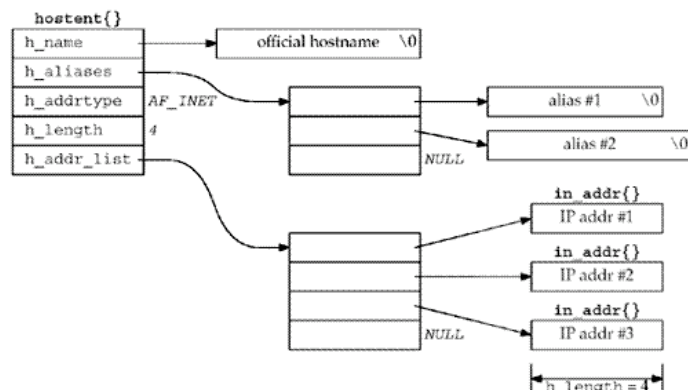 hostent{}
h_name
official hostname \0
h_aliases
h_addrtype AF_INET
alias #1 \0
h_length 4
alias #2 \0
h_addr_list
NULL
in_addr{}
IP addr #1
in_addr{}
IP addr #2
in_addr{}
NULL
IP addr #3
h_length = 4